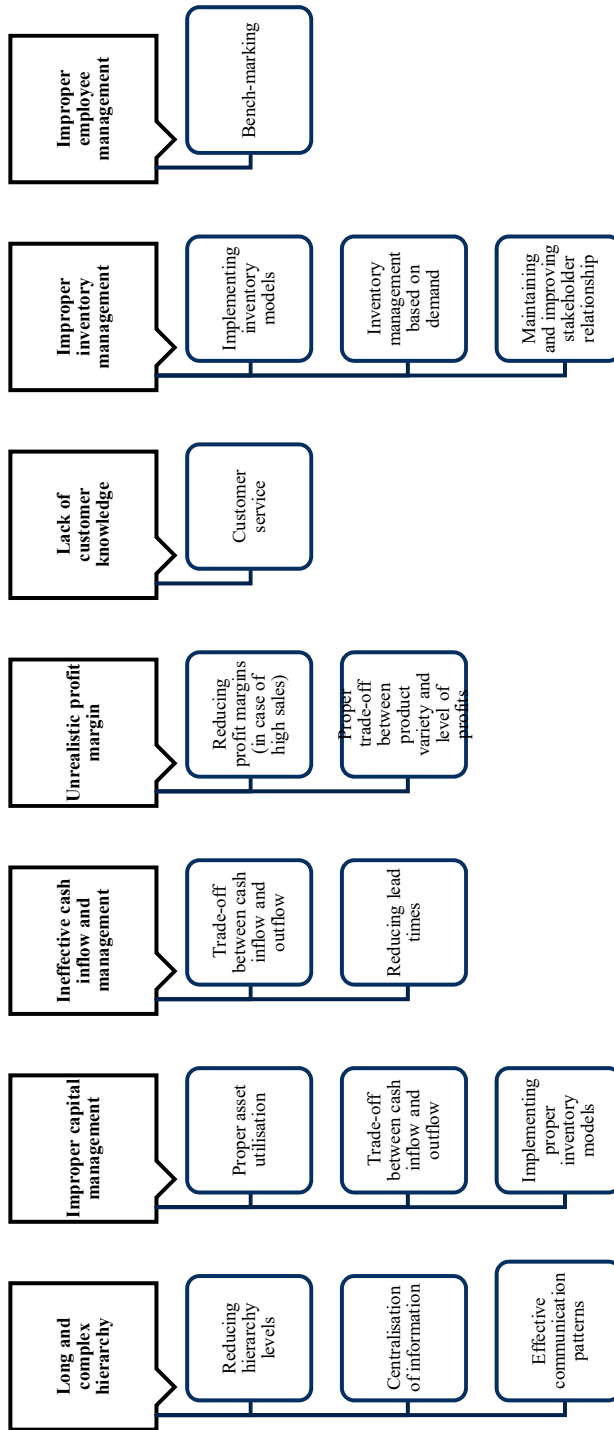 Long and
complex
hierarchy
Reducing
hierarchy
levels
Centralisation
of information
Effective
communication
patterns
Improper capital
management
Proper asset
utilisation
Trade-off
between cash
inflow and
outflow
Implementing
proper
inventory
models
Ineffective cash
inflow and
management
Trade-off
between cash
inflow and
outflow
Reducing lead
times
Unrealistic profit
margin
Reducing
profit margins
(in case of
high sales)
Proper
trade-off
between
product
variety and
level of
profits
Lack of
customer
knowledge
Customer
service
Improper
inventory
management
Implementing
inventory
models
Inventory
management
based on
demand
Maintaining
and improving
stakeholder
relationship
Improper
employee
management
Bench-marking